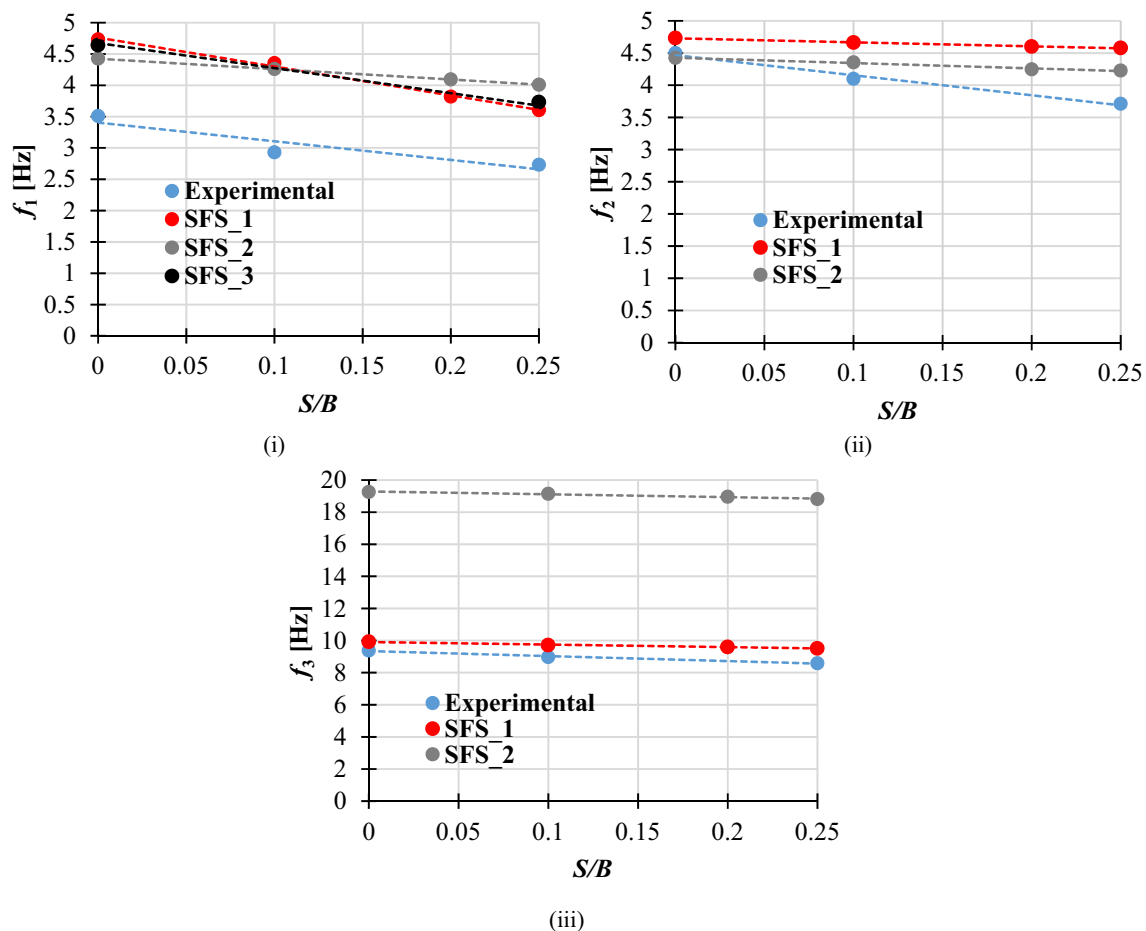 5
4.5
4
3.5
3
2.5
2
1.5
1
0.5
0
f1 [Hz]
Experimental
SFS_1
SFS_2
SFS_3
0 0.05 0.1 0.15 0.2 0.25
S/B
(i)
5
4.5
4
3.5
3
2.5
2
1.5
1
0.5
0
f2 [Hz]
Experimental
SFS_1
SFS_2
0 0.05 0.1 0.15 0.2 0.25
S/B
(ii)
20
18
16
14
12
10
8
6
4
2
0
f3 [Hz]
Experimental
SFS_1
SFS_2
0 0.05 0.1 0.15 0.2 0.25
S/B
(iii)